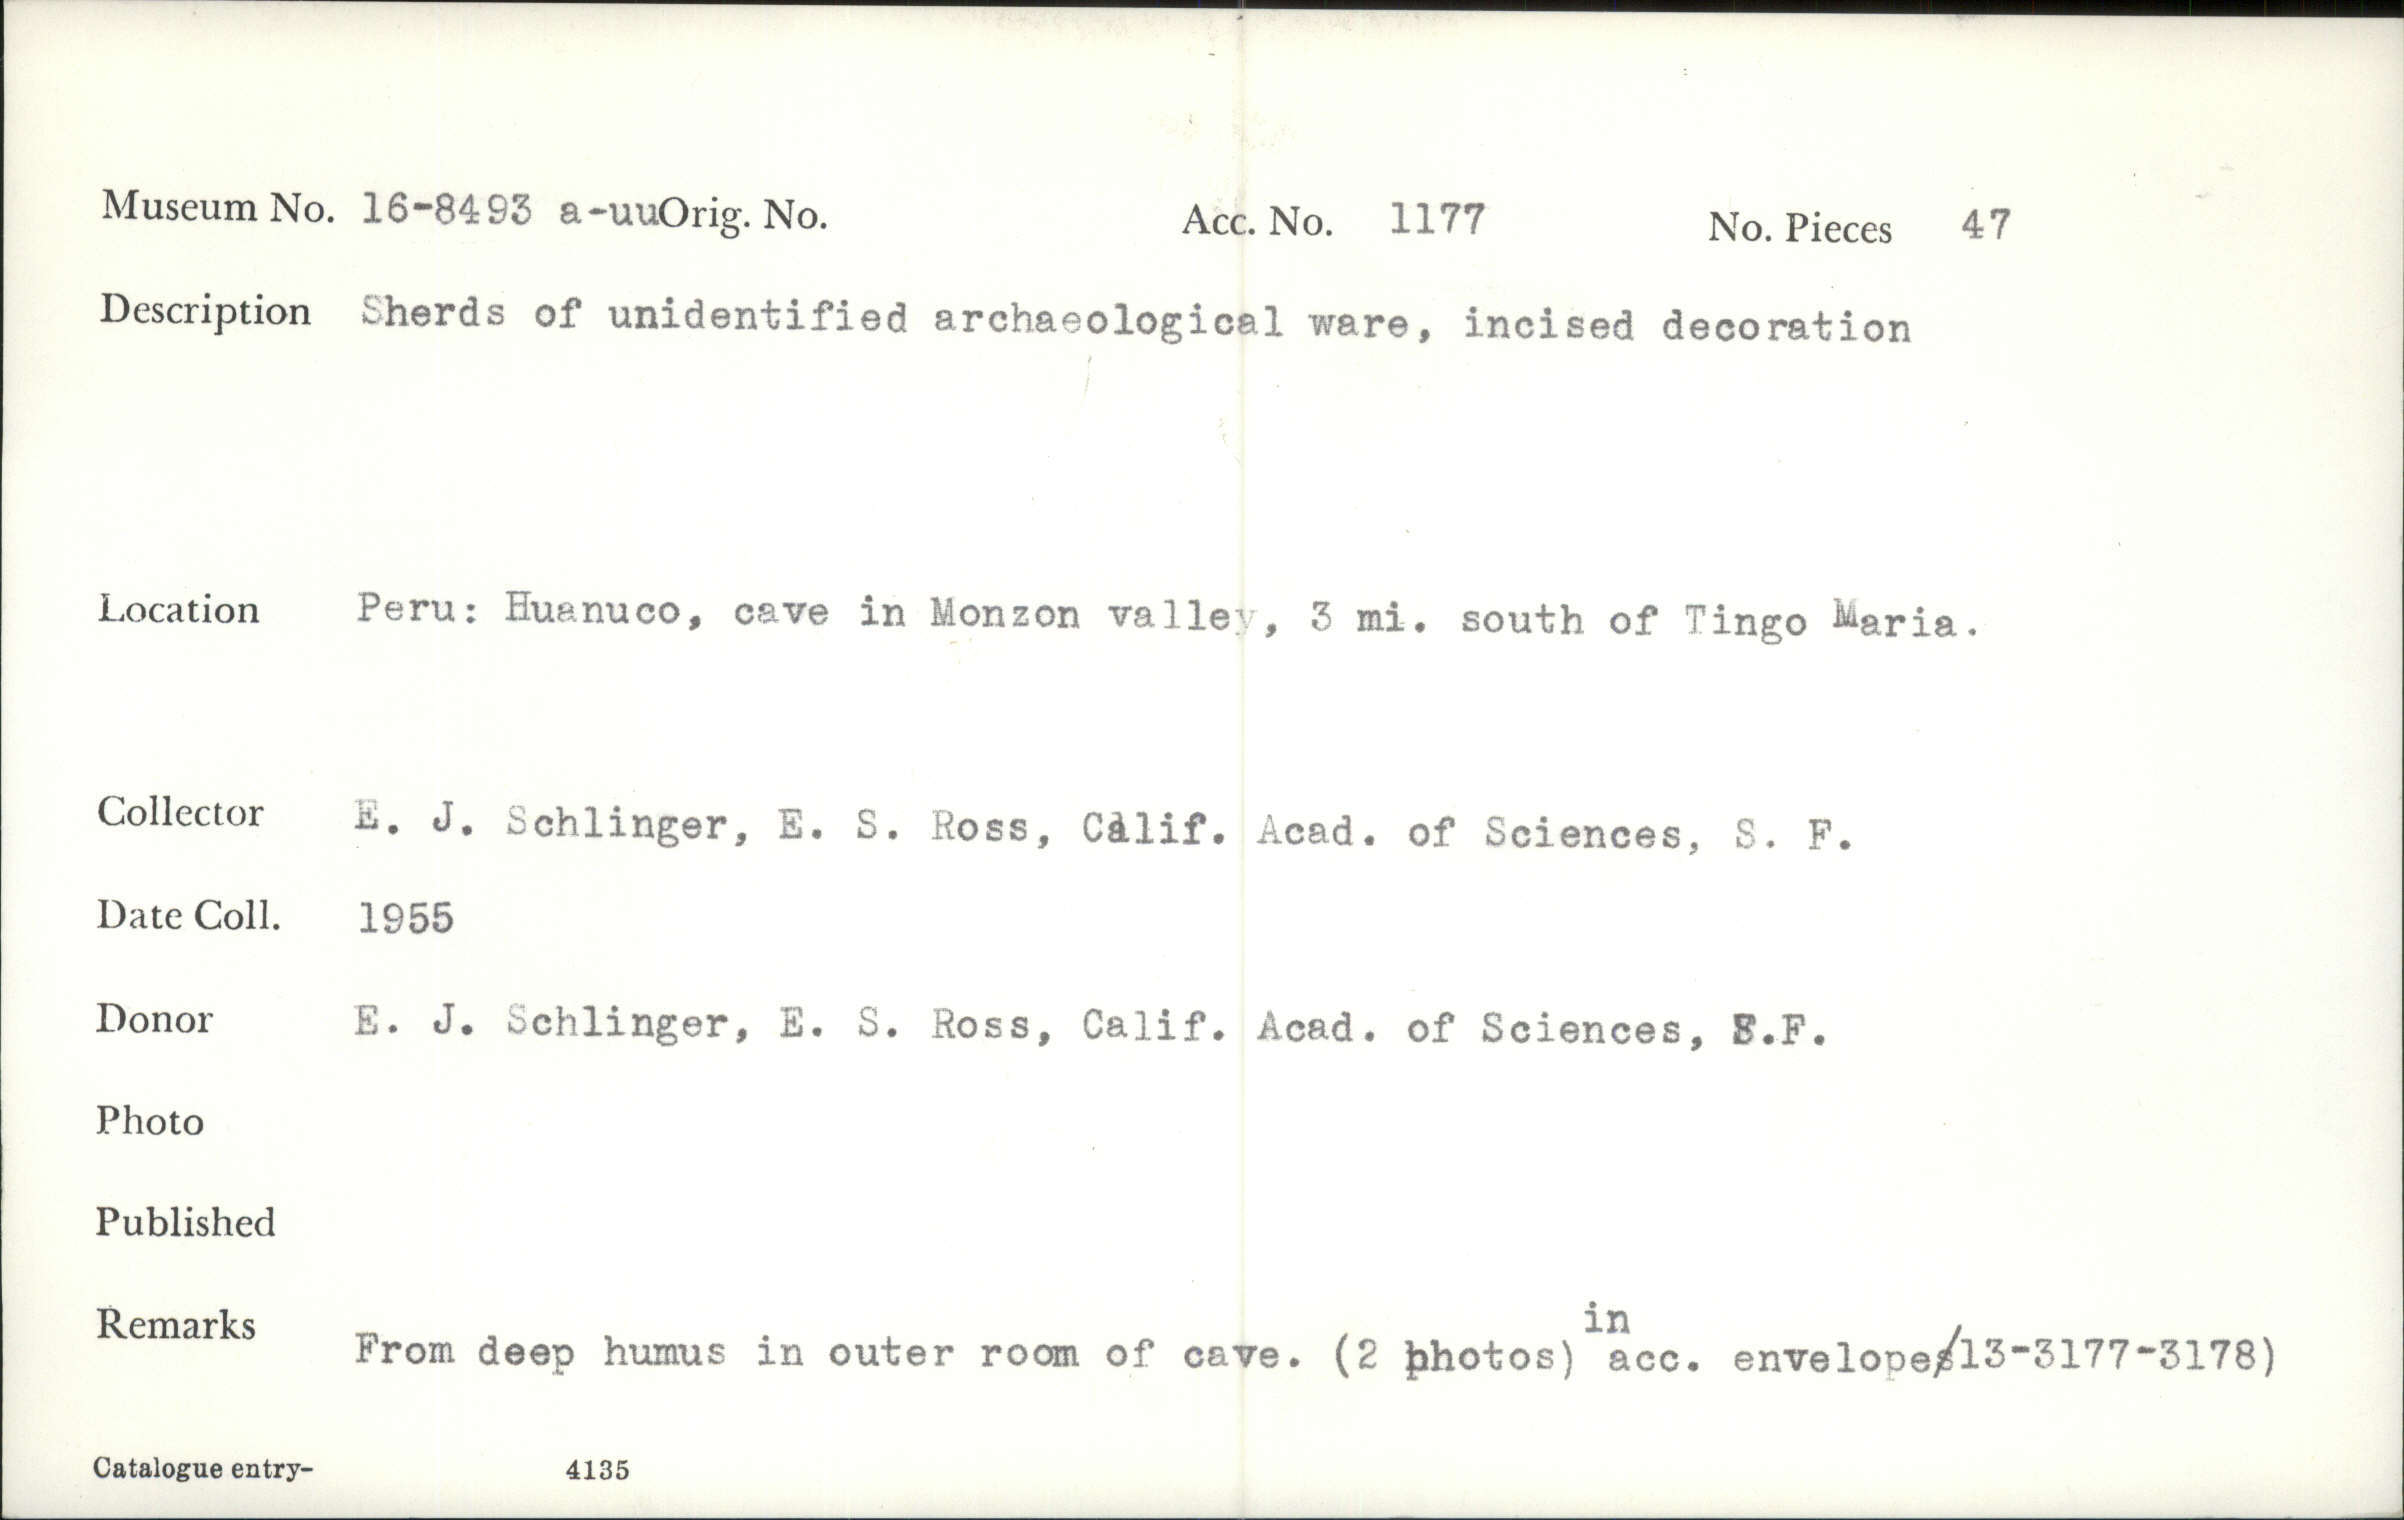 Museum No. 16-8493 a-uu Orig. No. Acc. No. 1177 No. Pieces 47
Description Sherds of unidentified archaeological ware, incised decoration
Location Peru: Huanuco, cave in Monzon valley, 3 mi. south of Tingo Maria.
Collector E. J. Schlinger, E. S. Ross, Calif. Acad. of Sciences, S. F.
Date Coll. 1955
Donor E. J. Schlinger, E. S. Ross, Calif. Acad. of Sciences, S.F.
Photo
Published
Remarks From deep humus in outer room of cave. (2 photos) in acc. envelope/13-3177-3178)
Catalogue entry- 4135